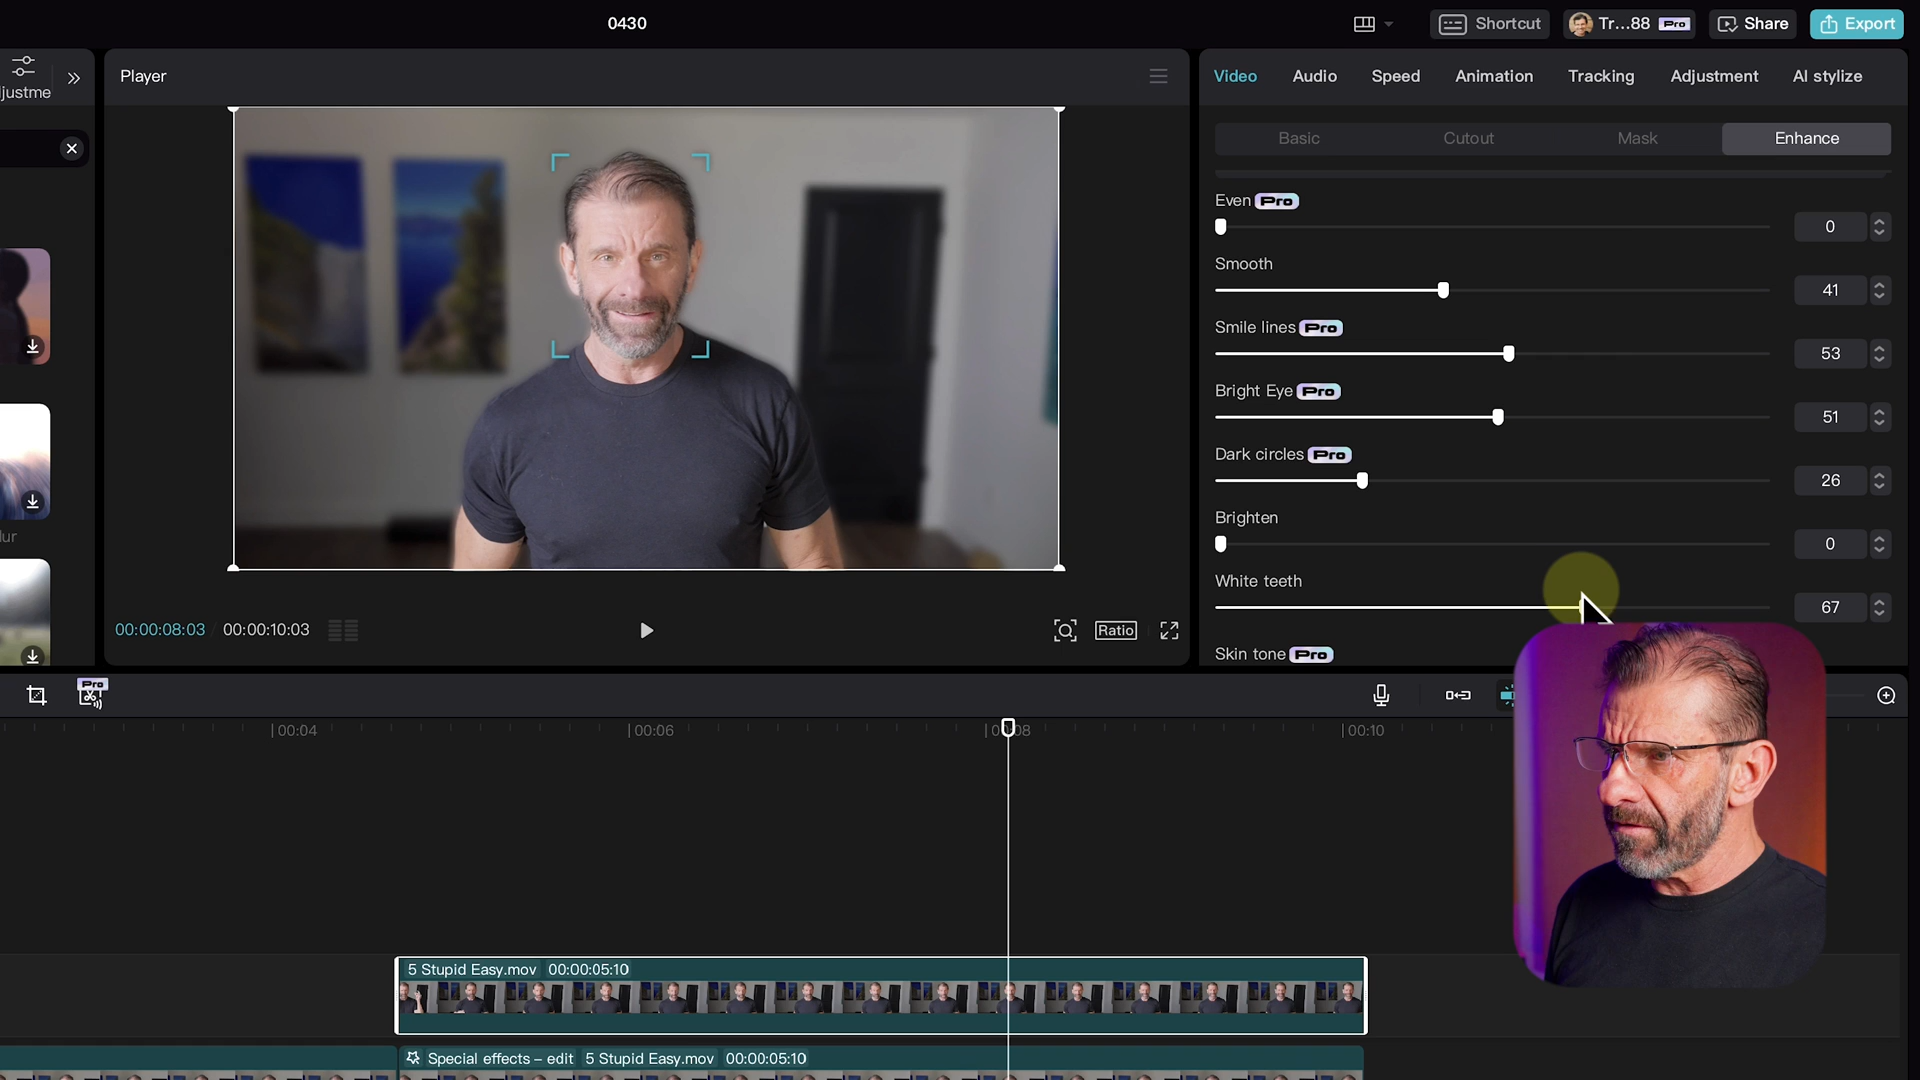 0430
Shortcut
Tr...88 Pro
Share
Export
justme
Player
Video Audio Speed Animation Tracking Adjustment AI stylize
Basic Cutout Mask Enhance
Even Pro
0
Smooth
41
Smile lines Pro
53
Bright Eye Pro
51
Dark circles Pro
26
Brighten
0
White teeth
67
Skin tone Pro
lur
00:00:08:03 / 00:00:10:03
Ratio
Pro
00:04 00:06 00:08 00:10
5 Stupid Easy.mov 00:00:05:10
Special effects – edit 5 Stupid Easy.mov 00:00:05:10